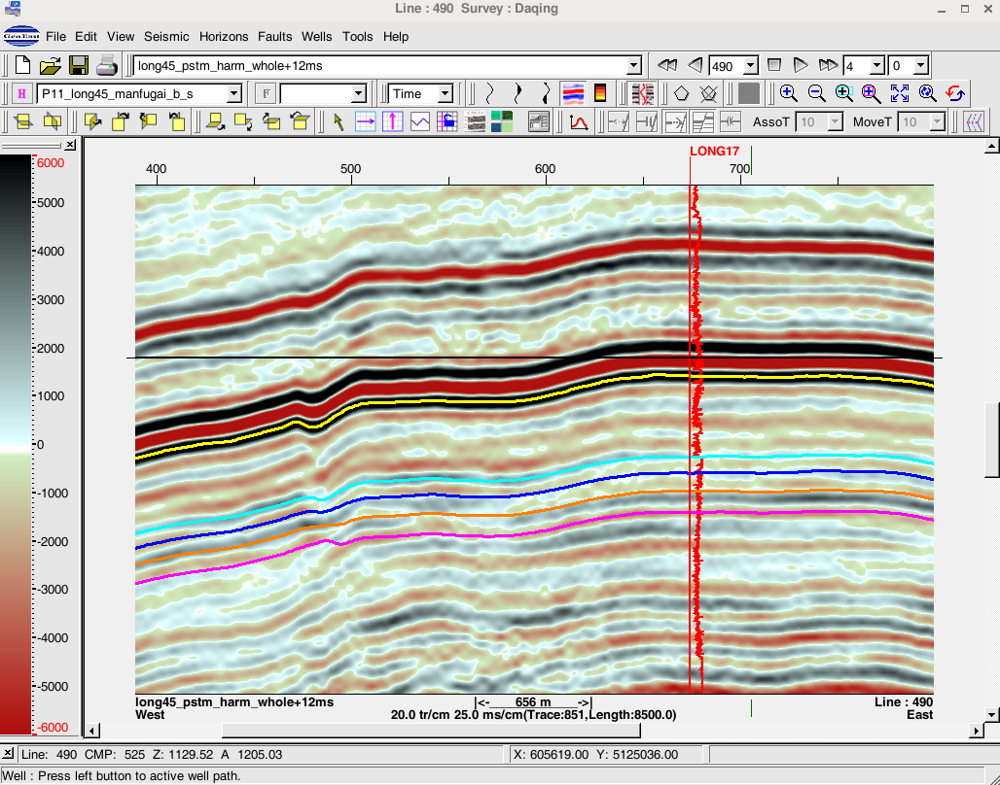 Line : 490 Survey : Daqing
GeoEast File Edit View Seismic Horizons Faults Wells Tools Help
long45_pstm_harm_whole+12ms 490 4 0
H P11_long45_manfugai_b_s F Time
AssoT 10 MoveT 10
LONG17
400 500 600 700
6000
5000
4000
3000
2000
1000
0
-1000
-2000
-3000
-4000
-5000
-6000
long45_pstm_harm_whole+12ms <- 656 m -> Line : 490
West 20.0 tr/cm 25.0 ms/cm(Trace:851,Length:8500.0) East
Line: 490 CMP: 525 Z: 1129.52 A 1205.03 X: 605619.00 Y: 5125036.00
Well : Press left button to active well path.